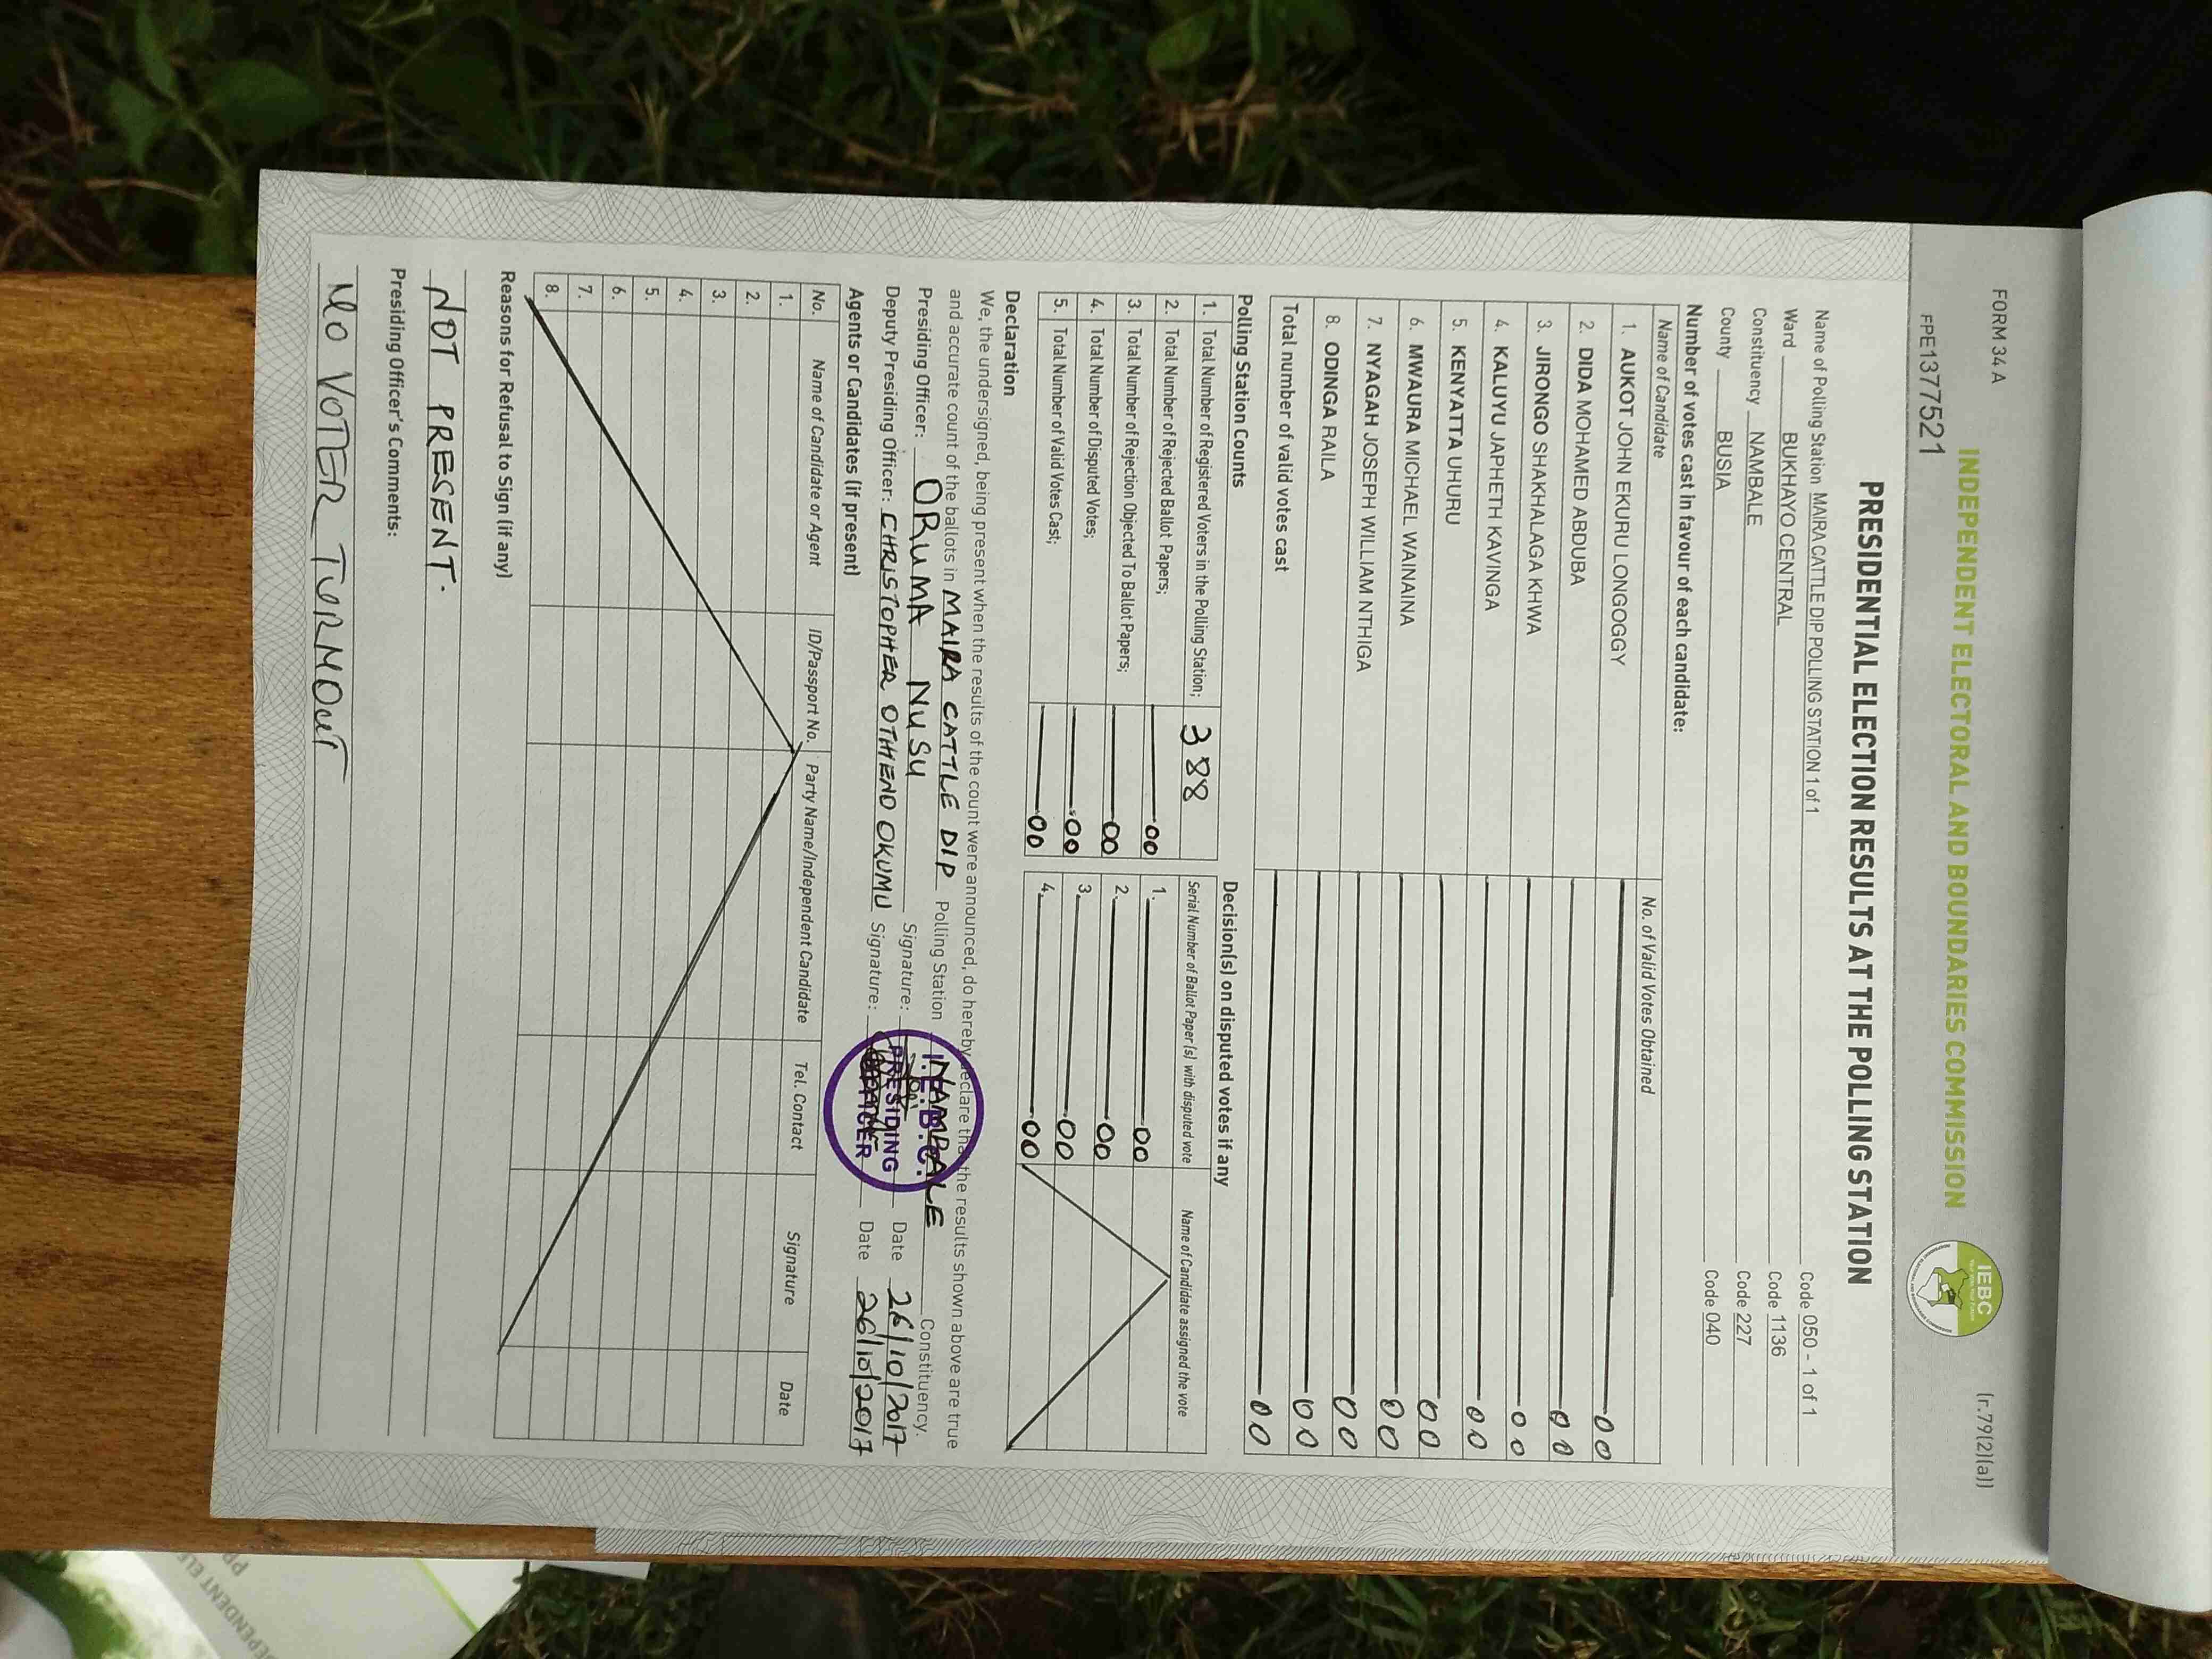 FORM 34 A
(r.79(2)(a))
INDEPENDENT ELECTORAL AND BOUNDARIES COMMISSION
IEBC
FPE1377521
PRESIDENTIAL ELECTION RESULTS AT THE POLLING STATION
Name of Polling Station MAIRA CATTLE DIP POLLING STATION 1 of 1 Code 050 - 1 of 1
Ward BUKHAYO CENTRAL Code 1136
Constituency NAMBALE Code 227
County BUSIA Code 040
Number of votes cast in favour of each candidate:
Name of Candidate No. of Valid Votes Obtained
1. AUKOT JOHN EKURU LONGOGGY 00
2. DIDA MOHAMED ABDUBA 00
3. JIRONGO SHAKHALAGA KHWA 00
4. KALUYU JAPHETH KAVINGA 00
5. KENYATTA UHURU 00
6. MWAURA MICHAEL WAINAINA 00
7. NYAGAH JOSEPH WILLIAM NTHIGA 00
8. ODINGA RAILA 00
Total number of valid votes cast 00
Polling Station Counts
1. Total Number of Registered Voters in the Polling Station; 388
2. Total Number of Rejected Ballot Papers; 00
3. Total Number of Rejection Objected To Ballot Papers; 00
4. Total Number of Disputed Votes; 00
5. Total Number of Valid Votes Cast; 00
Decision(s) on disputed votes if any
Serial Number of Ballot Paper(s) with disputed vote Name of Candidate assigned the vote
1. 00
2. 00
3. 00
4. 00
Declaration
We, the undersigned, being present when the results of the count were announced, do hereby declare that the results shown above are true
and accurate count of the ballots in MAIRA CATTLE DIP Polling Station NAMBALE Constituency.
Presiding Officer: ORUMA NUSU Signature: Date 26/10/2017
Deputy Presiding Officer: CHRISTOPHER OTHIENO OKUMU Signature: Date 26/10/2017
I.E.B.C.
PRESIDING
OFFICER
Agents or Candidates (if present)
No. Name of Candidate or Agent ID/Passport No. Party Name/Independent Candidate Tel. Contact Signature Date
1.
2.
3.
4.
5.
6.
7.
8.
Reasons for Refusal to Sign (if any)
NOT PRESENT.
Presiding Officer's Comments:
NO VOTER TURNOUT